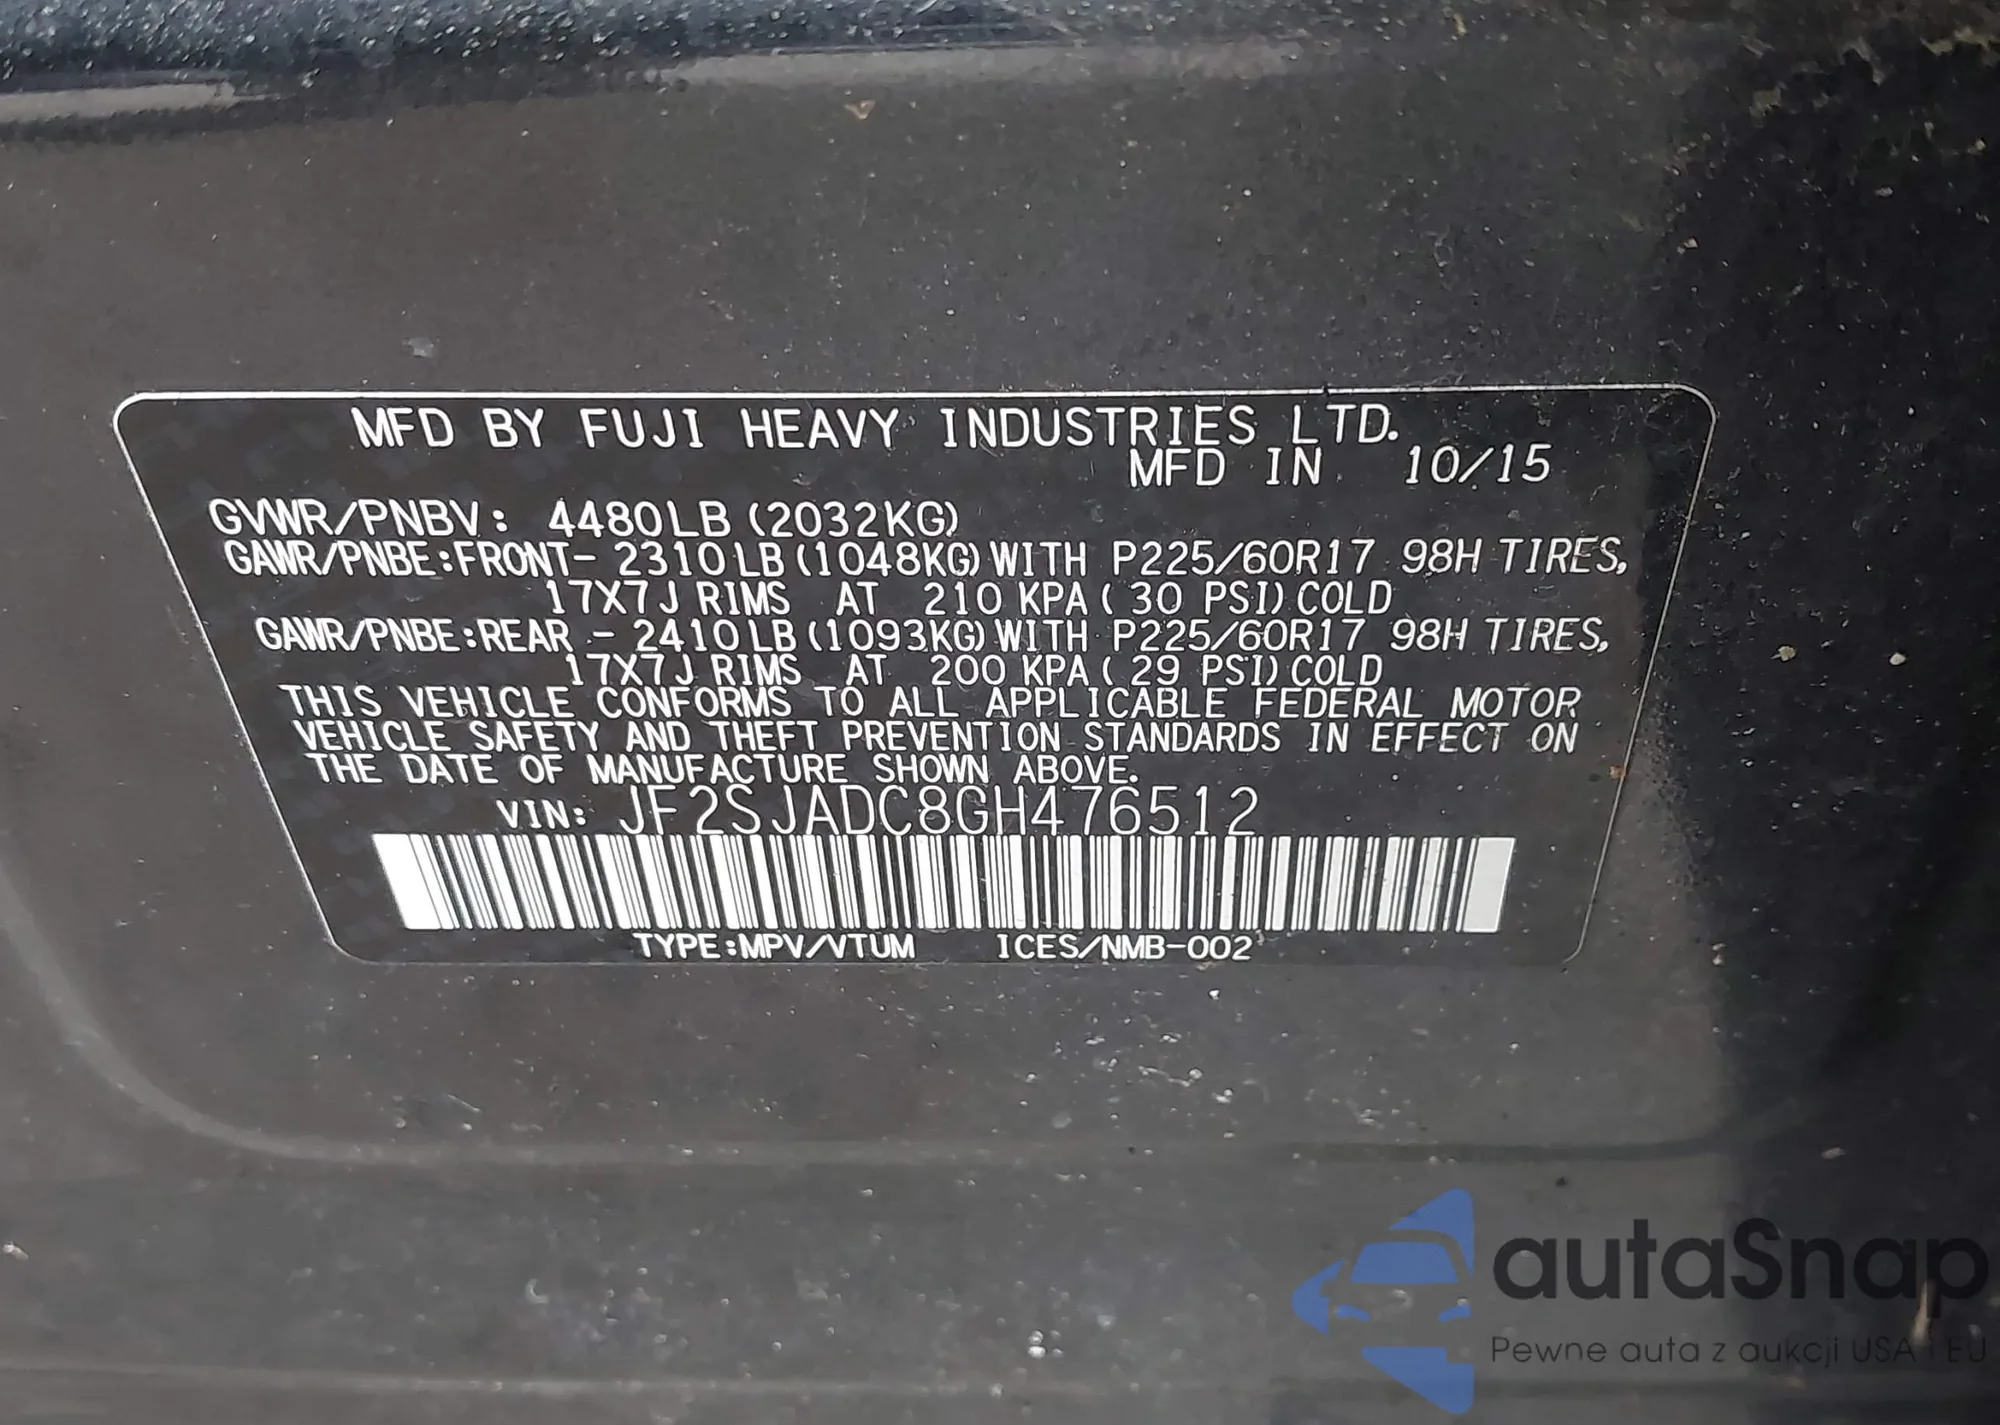 MFD BY FUJI HEAVY INDUSTRIES LTD.
MFD IN 10/15
GVWR/PNBV: 4480LB (2032KG)
GAWR/PNBE:FRONT- 2310LB (1048KG) WITH P225/60R17 98H TIRES,
17X7J RIMS AT 210 KPA ( 30 PSI) COLD
GAWR/PNBE:REAR - 2410LB (1093KG) WITH P225/60R17 98H TIRES,
17X7J RIMS AT 200 KPA ( 29 PSI) COLD
THIS VEHICLE CONFORMS TO ALL APPLICABLE FEDERAL MOTOR
VEHICLE SAFETY AND THEFT PREVENTION STANDARDS IN EFFECT ON
THE DATE OF MANUFACTURE SHOWN ABOVE.
VIN: JF2SJADC8GH476512
TYPE:MPV/VTUM ICES/NMB-002
autaSnap
Pewne auta z aukcji USA i EU